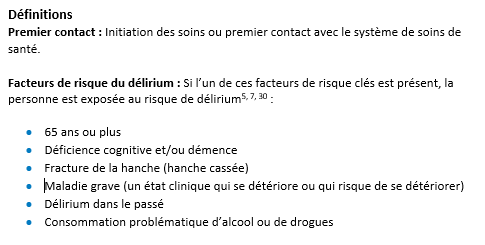 Définitions
Premier contact : Initiation des soins ou premier contact avec le système de soins de
santé.
Facteurs de risque du délirium : Si l’un de ces facteurs de risque clés est présent, la
personne est exposée au risque de délirium5, 7, 30 :
• 65 ans ou plus
• Déficience cognitive et/ou démence
• Fracture de la hanche (hanche cassée)
• Maladie grave (un état clinique qui se détériore ou qui risque de se détériorer)
• Délirium dans le passé
• Consommation problématique d’alcool ou de drogues